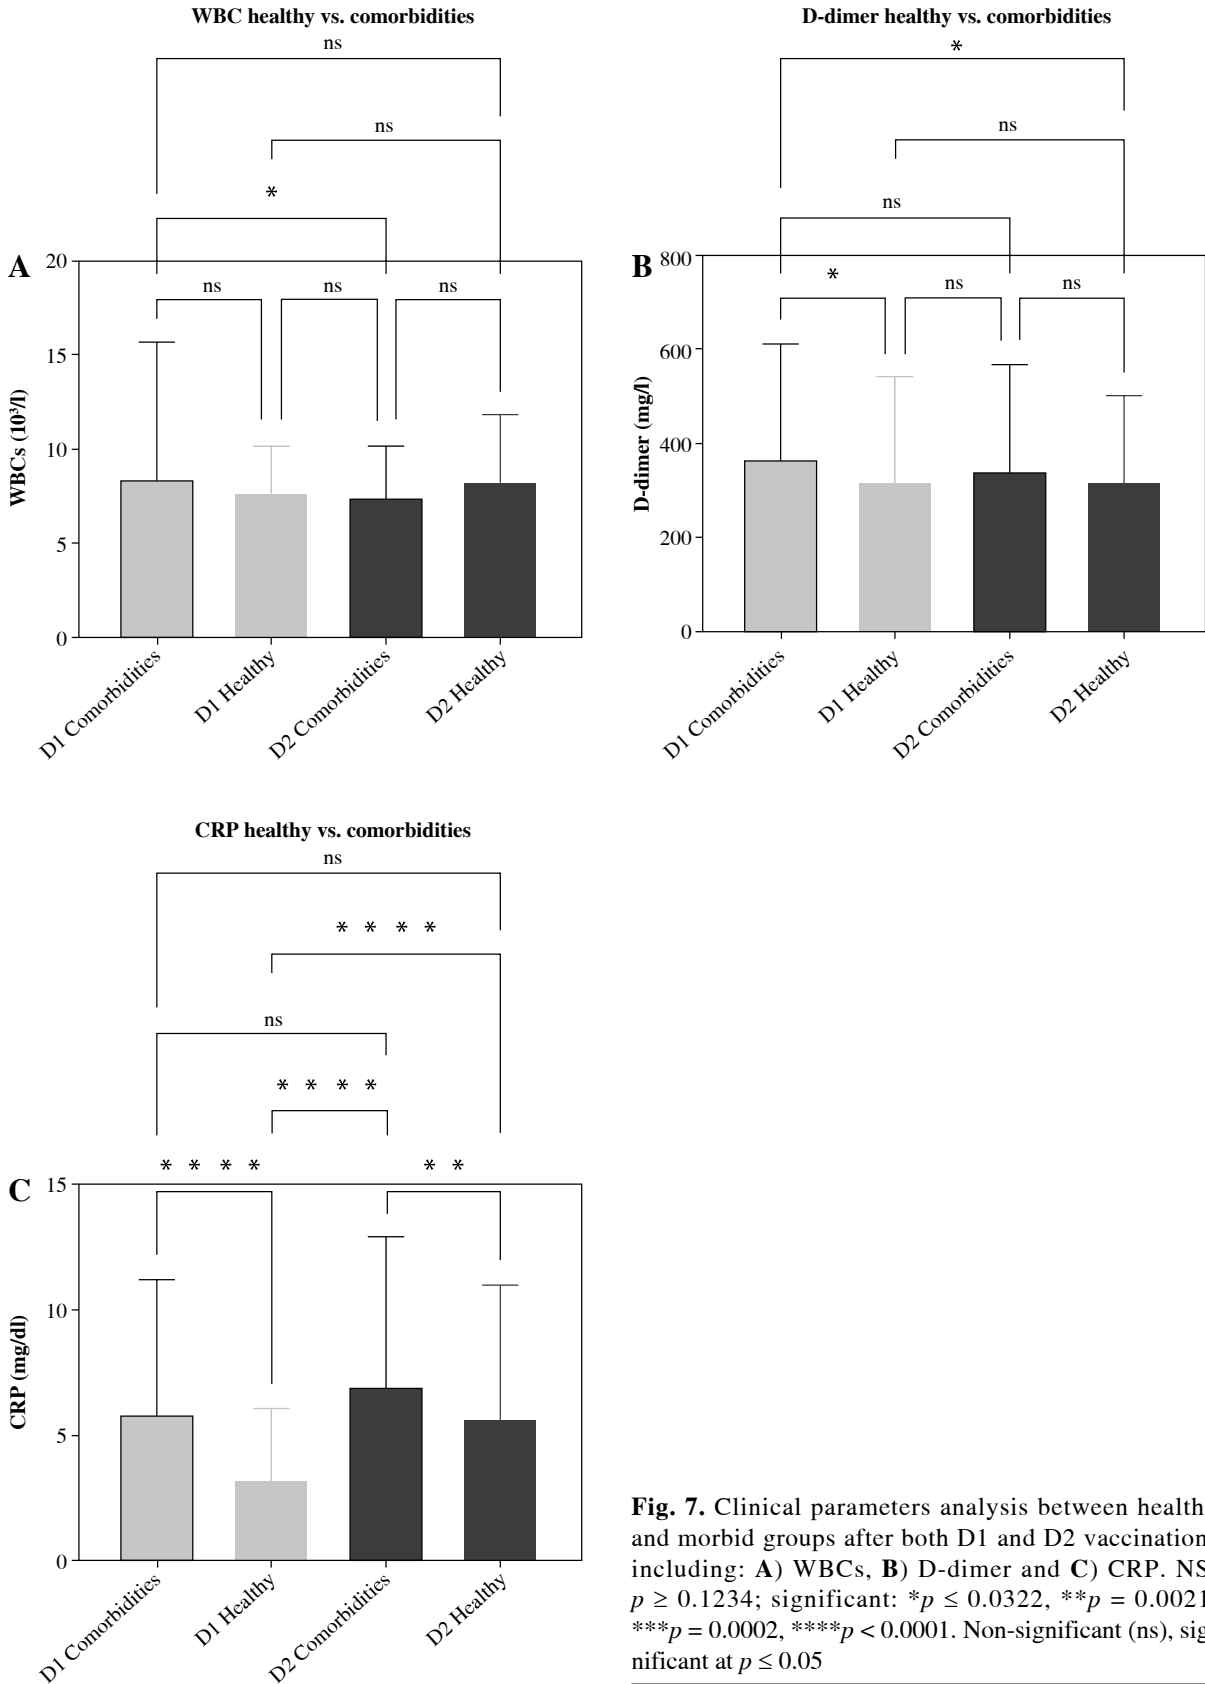 WBC healthy vs. comorbidities
ns
ns
*
A
20
15
10
5
0
WBCs (10³/l)
ns
ns
ns
D1 Comorbidities
D1 Healthy
D2 Comorbidities
D2 Healthy
D-dimer healthy vs. comorbidities
*
ns
ns
B
800
600
400
200
0
D-dimer (mg/l)
*
ns
ns
D1 Comorbidities
D1 Healthy
D2 Comorbidities
D2 Healthy
CRP healthy vs. comorbidities
ns
* * * *
ns
* * * *
* * * *
* *
C
15
10
5
0
CRP (mg/dl)
D1 Comorbidities
D1 Healthy
D2 Comorbidities
D2 Healthy
Fig. 7. Clinical parameters analysis between health
and morbid groups after both D1 and D2 vaccination
including: A) WBCs, B) D-dimer and C) CRP. NS
p ≥ 0.1234; significant: *p ≤ 0.0322, **p = 0.0021
***p = 0.0002, ****p < 0.0001. Non-significant (ns), sig
nificant at p ≤ 0.05